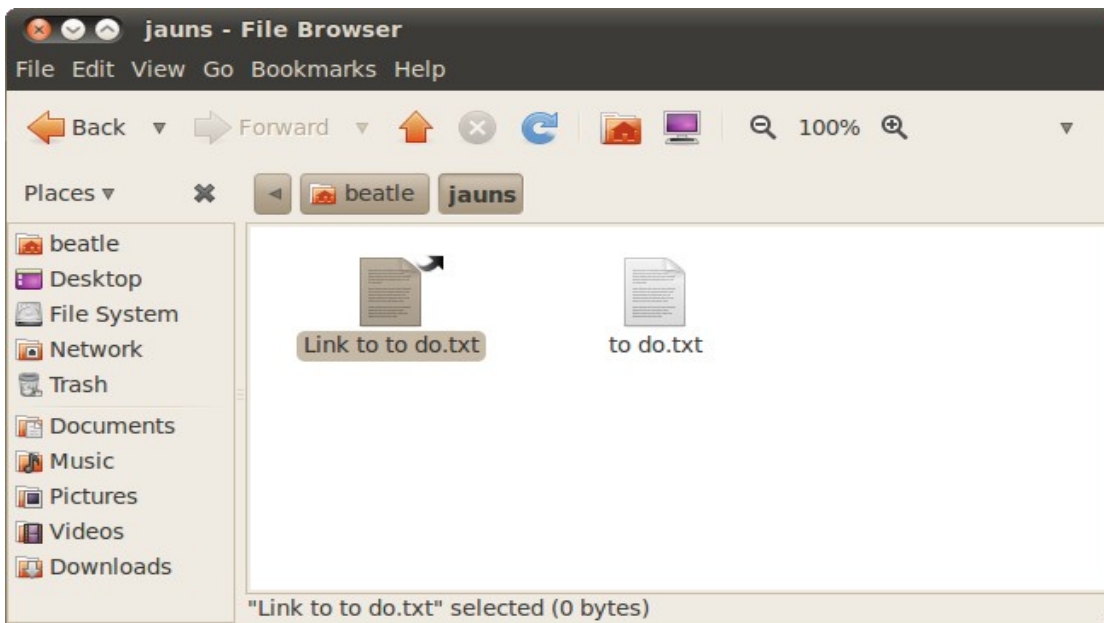 jauns - File Browser
File Edit View Go Bookmarks Help
Back Forward 100%
Places beatle jauns
beatle
Desktop
File System
Network
Trash
Documents
Music
Pictures
Videos
Downloads
Link to to do.txt to do.txt
"Link to to do.txt" selected (0 bytes)